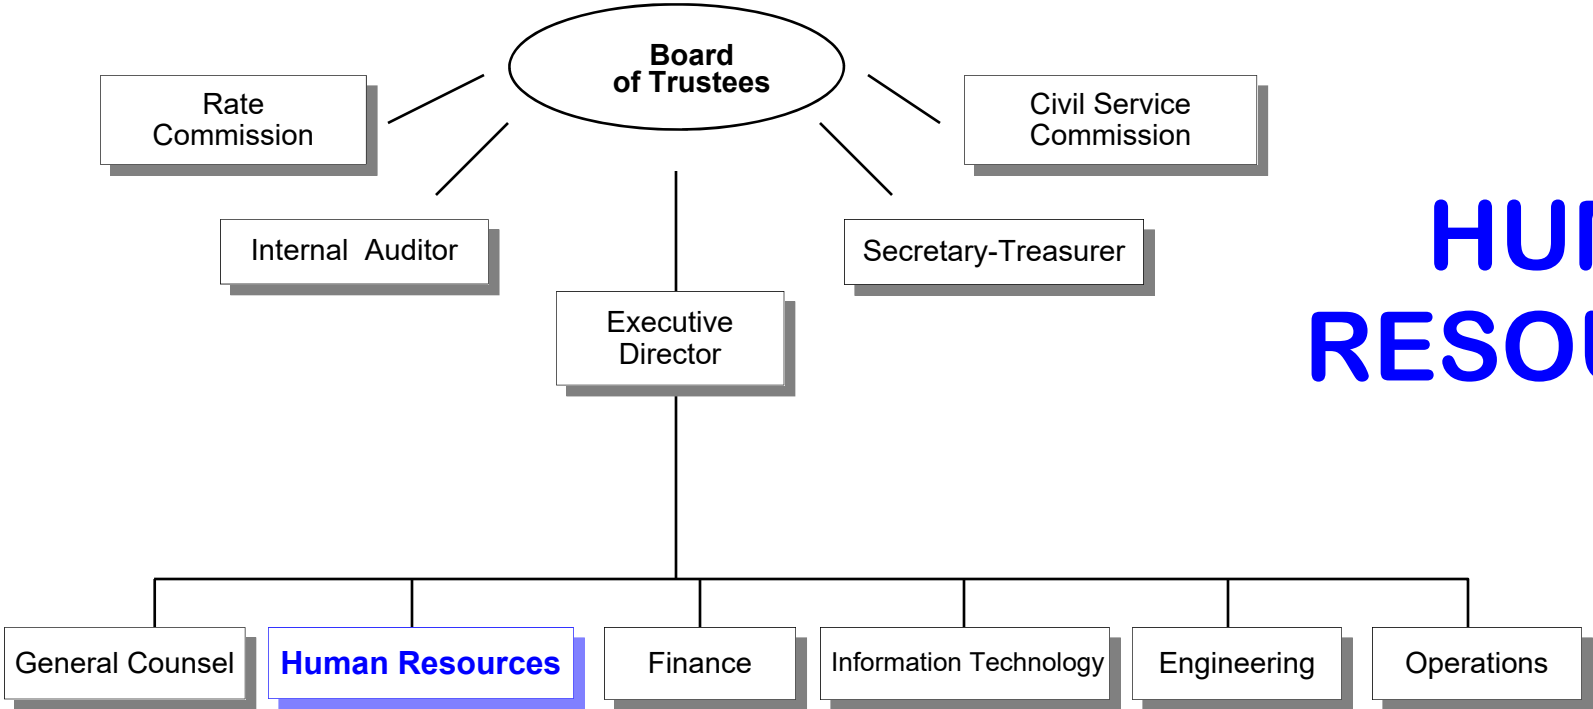 Board
of Trustees
Rate
Commission
Civil Service
Commission
Internal Auditor
Secretary-Treasurer
Executive
Director
General Counsel
Human Resources
Finance
Information Technology
Engineering
Operations